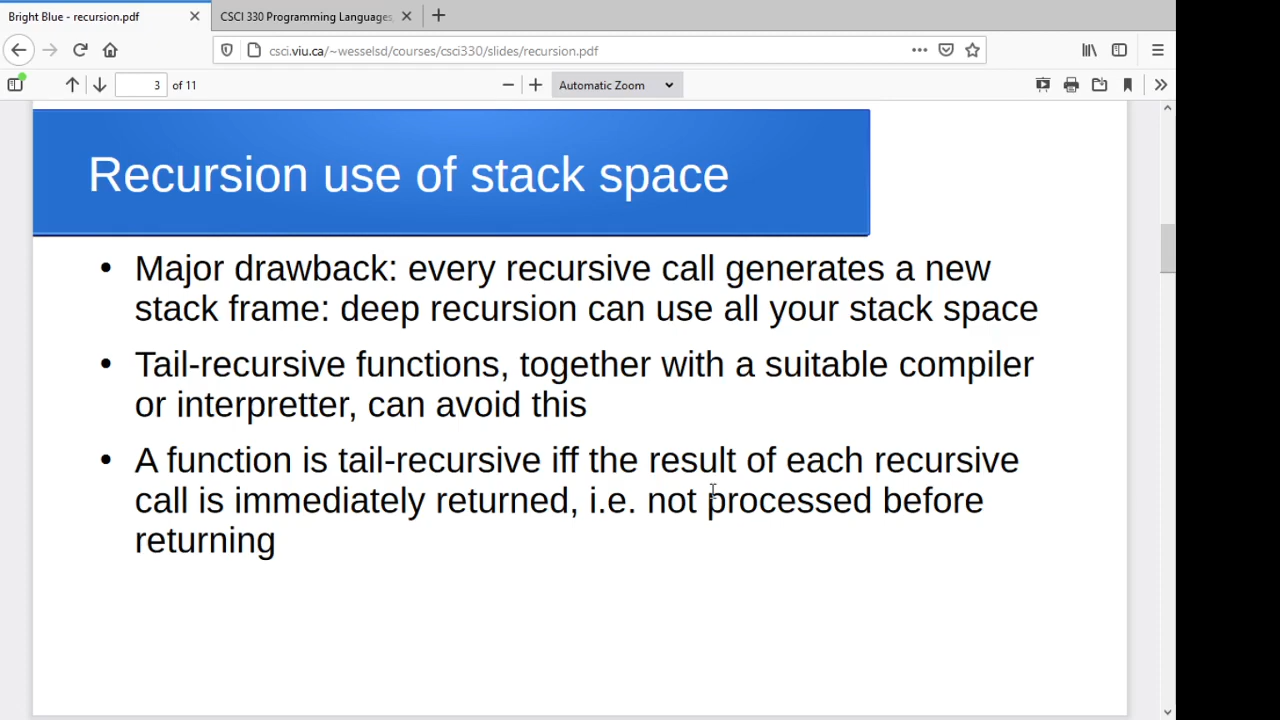 Bright Blue - recursion.pdf
CSCI 330 Programming Languages,
csci.viu.ca/~wesselsd/courses/csci330/slides/recursion.pdf
3 of 11
Automatic Zoom
Recursion use of stack space
• Major drawback: every recursive call generates a new
stack frame: deep recursion can use all your stack space
• Tail-recursive functions, together with a suitable compiler
or interpretter, can avoid this
• A function is tail-recursive iff the result of each recursive
call is immediately returned, i.e. not processed before
returning